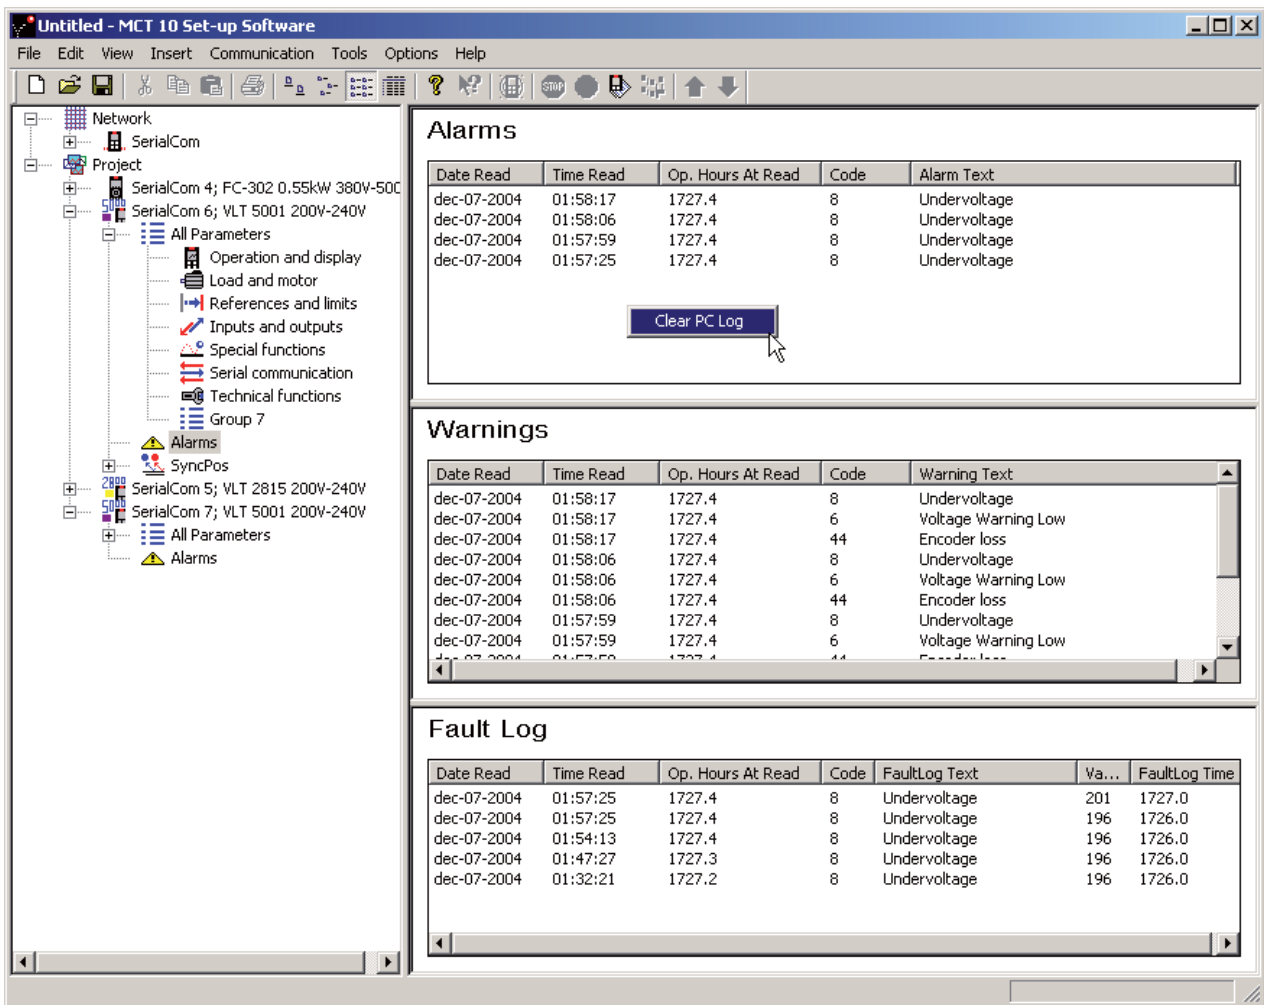 Untitled - MCT 10 Set-up Software
File Edit View Insert Communication Tools Options Help
STOP
Network
SerialCom
Project
SerialCom 4; FC-302 0.55kW 380V-500
SerialCom 6; VLT 5001 200V-240V
All Parameters
Operation and display
Load and motor
References and limits
Inputs and outputs
Special functions
Serial communication
Technical functions
Group 7
Alarms
SyncPos
SerialCom 5; VLT 2815 200V-240V
SerialCom 7; VLT 5001 200V-240V
All Parameters
Alarms
Alarms
Date Read Time Read Op. Hours At Read Code Alarm Text
dec-07-2004 01:58:17 1727.4 8 Undervoltage
dec-07-2004 01:58:06 1727.4 8 Undervoltage
dec-07-2004 01:57:59 1727.4 8 Undervoltage
dec-07-2004 01:57:25 1727.4 8 Undervoltage
Clear PC Log
Warnings
Date Read Time Read Op. Hours At Read Code Warning Text
dec-07-2004 01:58:17 1727.4 8 Undervoltage
dec-07-2004 01:58:17 1727.4 6 Voltage Warning Low
dec-07-2004 01:58:17 1727.4 44 Encoder loss
dec-07-2004 01:58:06 1727.4 8 Undervoltage
dec-07-2004 01:58:06 1727.4 6 Voltage Warning Low
dec-07-2004 01:58:06 1727.4 44 Encoder loss
dec-07-2004 01:57:59 1727.4 8 Undervoltage
dec-07-2004 01:57:59 1727.4 6 Voltage Warning Low
dec-07-2004 01:57:59 1727.4 44 Encoder loss
Fault Log
Date Read Time Read Op. Hours At Read Code FaultLog Text Va... FaultLog Time
dec-07-2004 01:57:25 1727.4 8 Undervoltage 201 1727.0
dec-07-2004 01:57:25 1727.4 8 Undervoltage 196 1726.0
dec-07-2004 01:54:13 1727.4 8 Undervoltage 196 1726.0
dec-07-2004 01:47:27 1727.3 8 Undervoltage 196 1726.0
dec-07-2004 01:32:21 1727.2 8 Undervoltage 196 1726.0